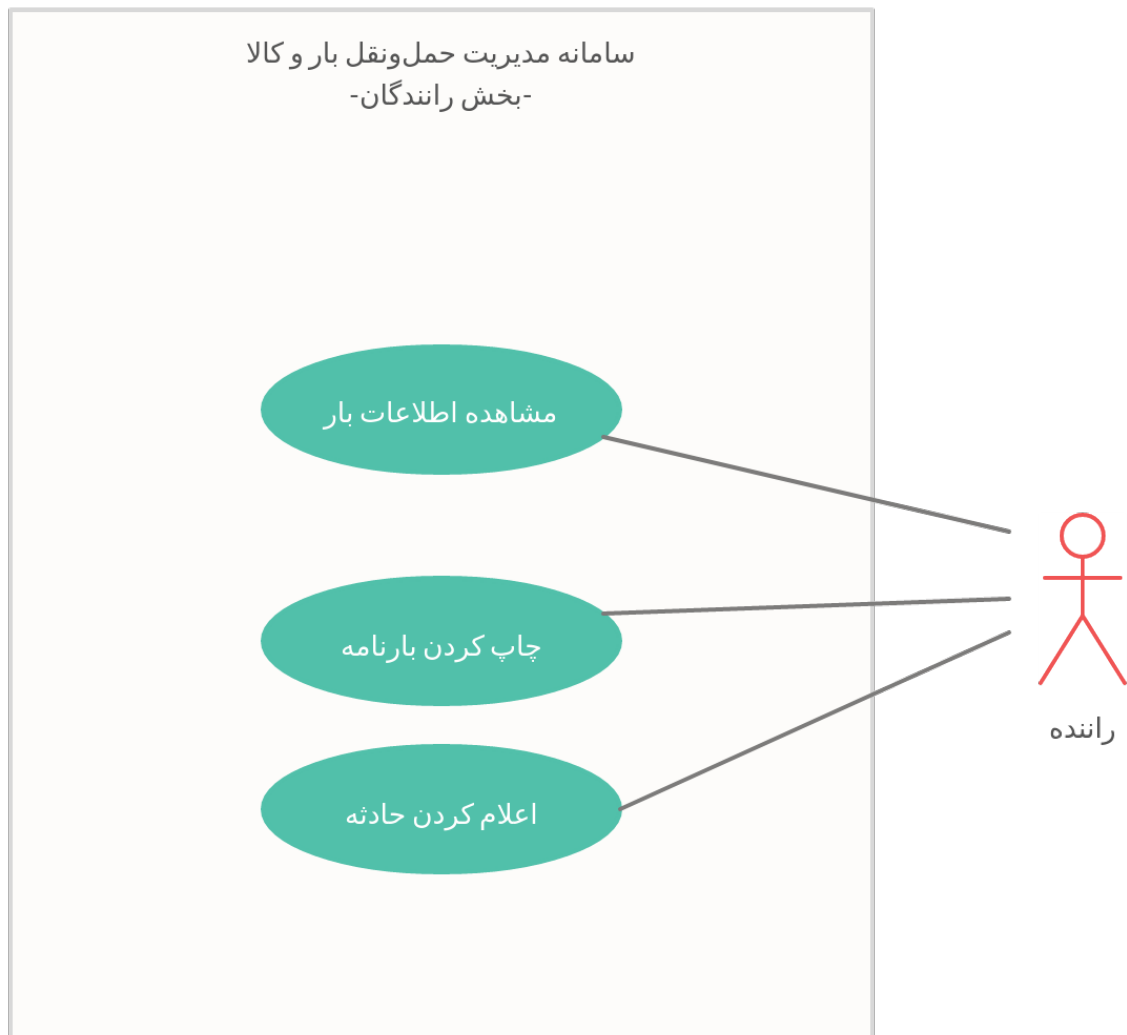 سامانه مدیریت حمل‌ونقل بار و کالا
-بخش رانندگان-
مشاهده اطلاعات بار
چاپ کردن بارنامه
اعلام کردن حادثه
راننده